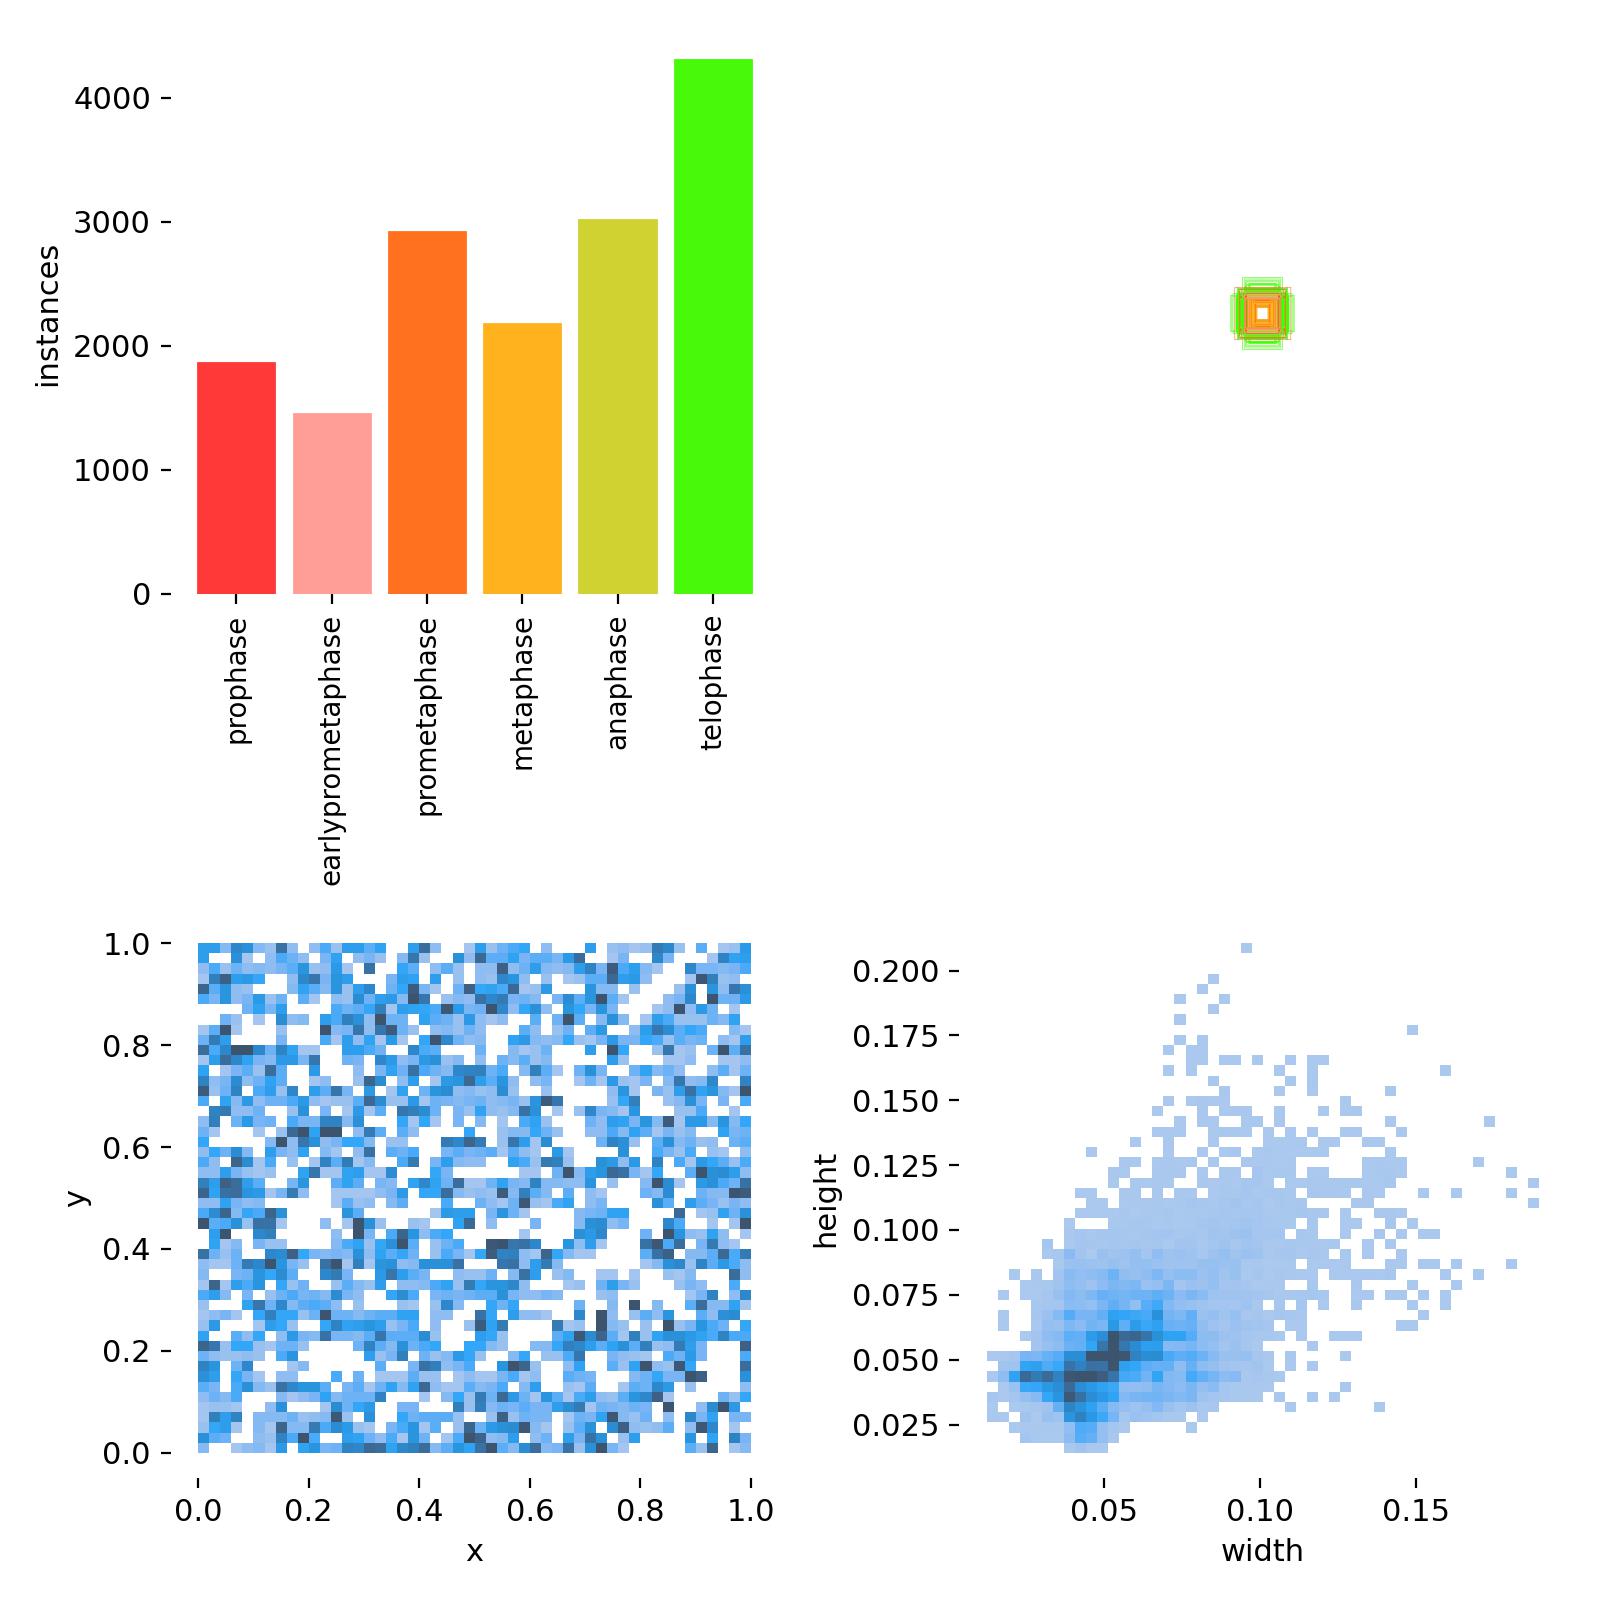 instances
4000
3000
2000
1000
0
prophase
earlyprometaphase
prometaphase
metaphase
anaphase
telophase
y
1.0
0.8
0.6
0.4
0.2
0.0
0.0 0.2 0.4 0.6 0.8 1.0
x
height
0.200
0.175
0.150
0.125
0.100
0.075
0.050
0.025
0.05 0.10 0.15
width